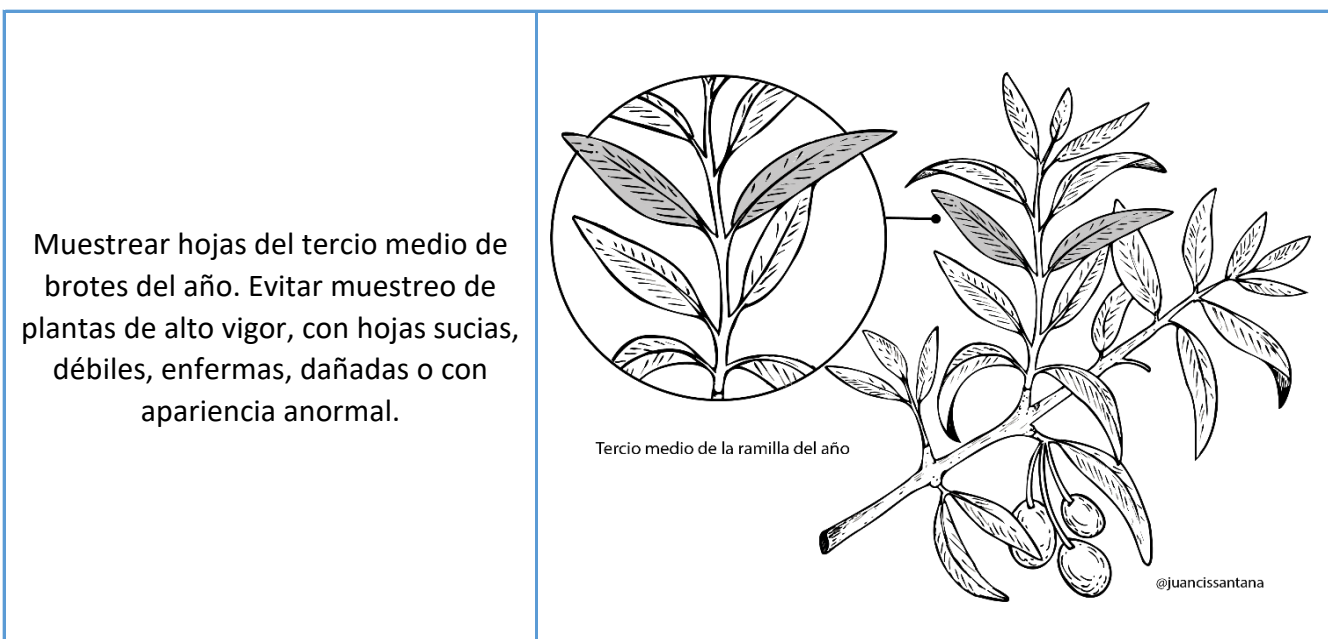 Muestrear hojas del tercio medio de
brotes del año. Evitar muestreo de
plantas de alto vigor, con hojas sucias,
débiles, enfermas, dañadas o con
apariencia anormal.
Tercio medio de la ramilla del año
@juancissantana